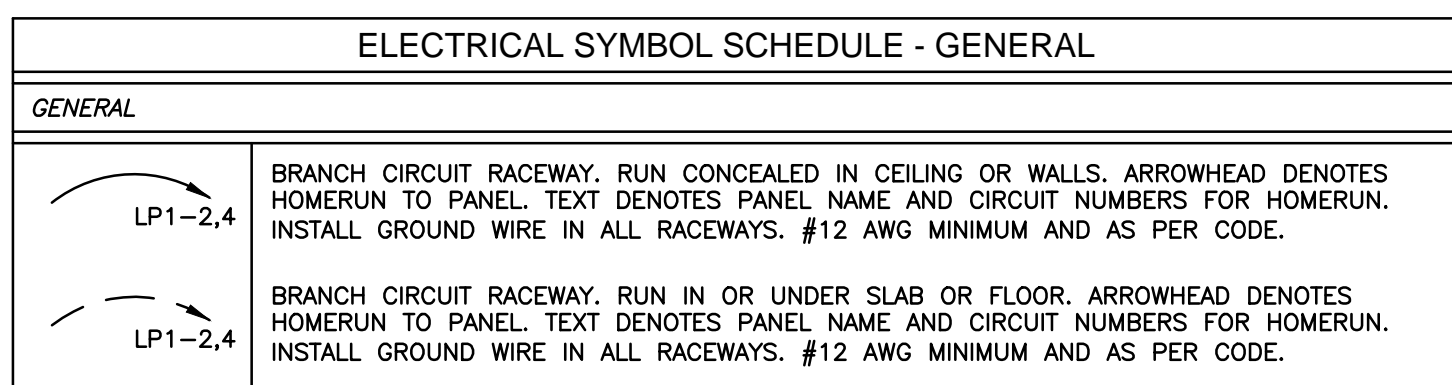 ELECTRICAL SYMBOL SCHEDULE - GENERAL
GENERAL
LP1-2,4
BRANCH CIRCUIT RACEWAY. RUN CONCEALED IN CEILING OR WALLS. ARROWHEAD DENOTES
HOMERUN TO PANEL. TEXT DENOTES PANEL NAME AND CIRCUIT NUMBERS FOR HOMERUN.
INSTALL GROUND WIRE IN ALL RACEWAYS. #12 AWG MINIMUM AND AS PER CODE.
LP1-2,4
BRANCH CIRCUIT RACEWAY. RUN IN OR UNDER SLAB OR FLOOR. ARROWHEAD DENOTES
HOMERUN TO PANEL. TEXT DENOTES PANEL NAME AND CIRCUIT NUMBERS FOR HOMERUN.
INSTALL GROUND WIRE IN ALL RACEWAYS. #12 AWG MINIMUM AND AS PER CODE.